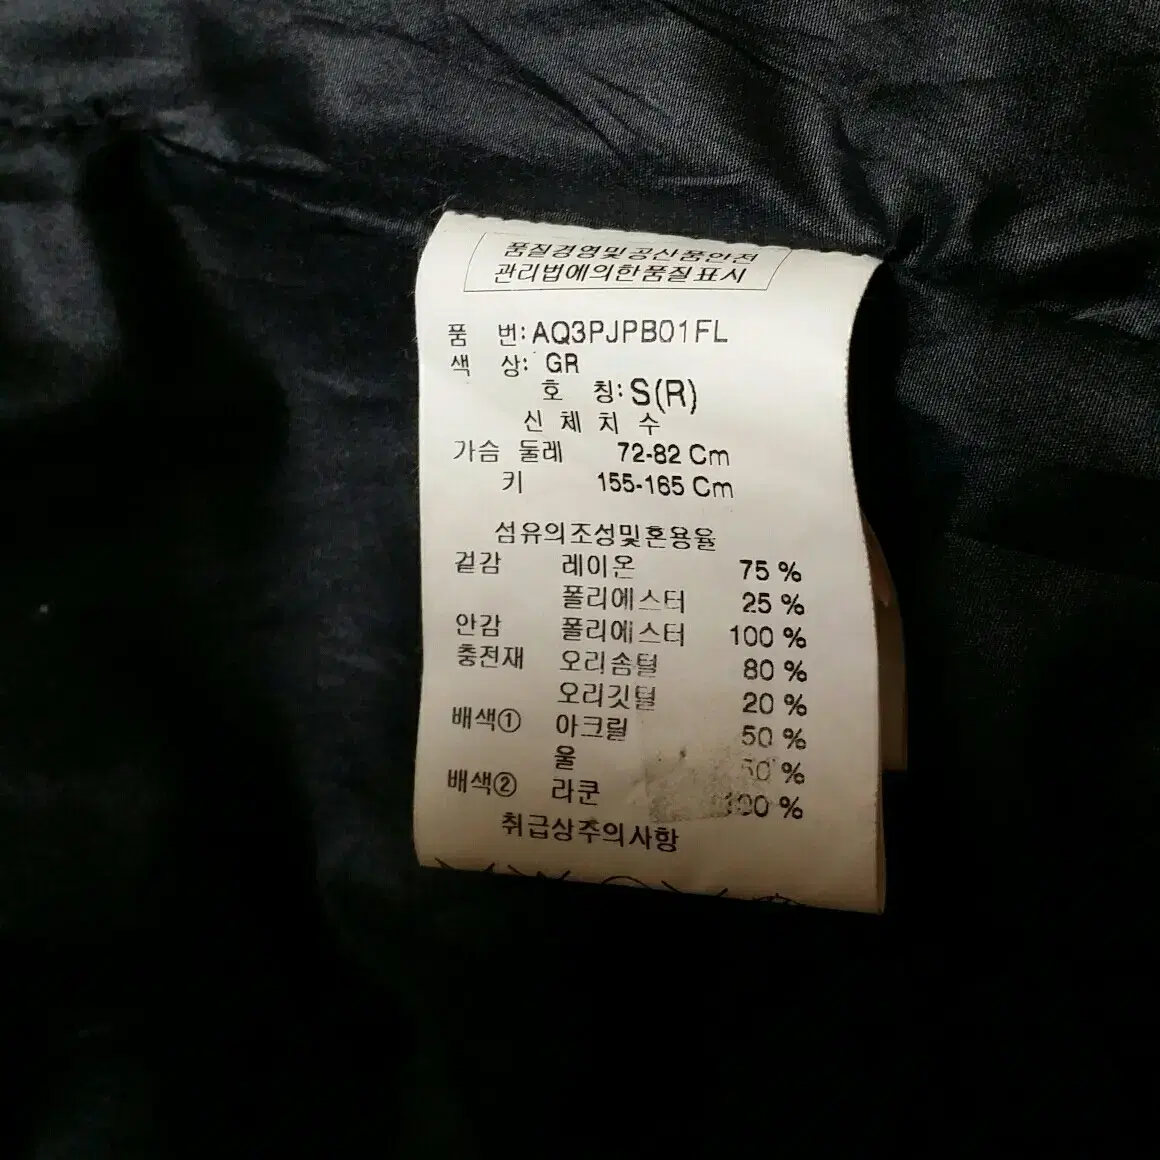 품질경영및공산품안전
관리법에의한품질표시
품 번: AQ3PJPB01FL
색 상: GR
호 칭: S(R)
신 체 치 수
가슴 둘레 72-82 Cm
키 155-165 Cm
섬유의조성및혼용율
겉감 레이온 75 %
폴리에스터 25 %
안감 폴리에스터 100 %
충전재 오리솜털 80 %
오리깃털 20 %
배색① 아크릴 50 %
울 50 %
배색② 라쿤 100 %
취급상주의사항